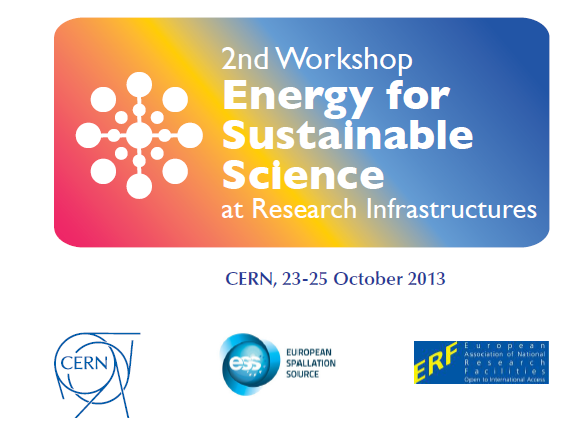 2nd Workshop
Energy for
Sustainable
Science
at Research Infrastructures
CERN, 23-25 October 2013
CERN
ess
EUROPEAN
SPALLATION
SOURCE
ERF
European
Association of National
Research
Facilities
Open to International Access